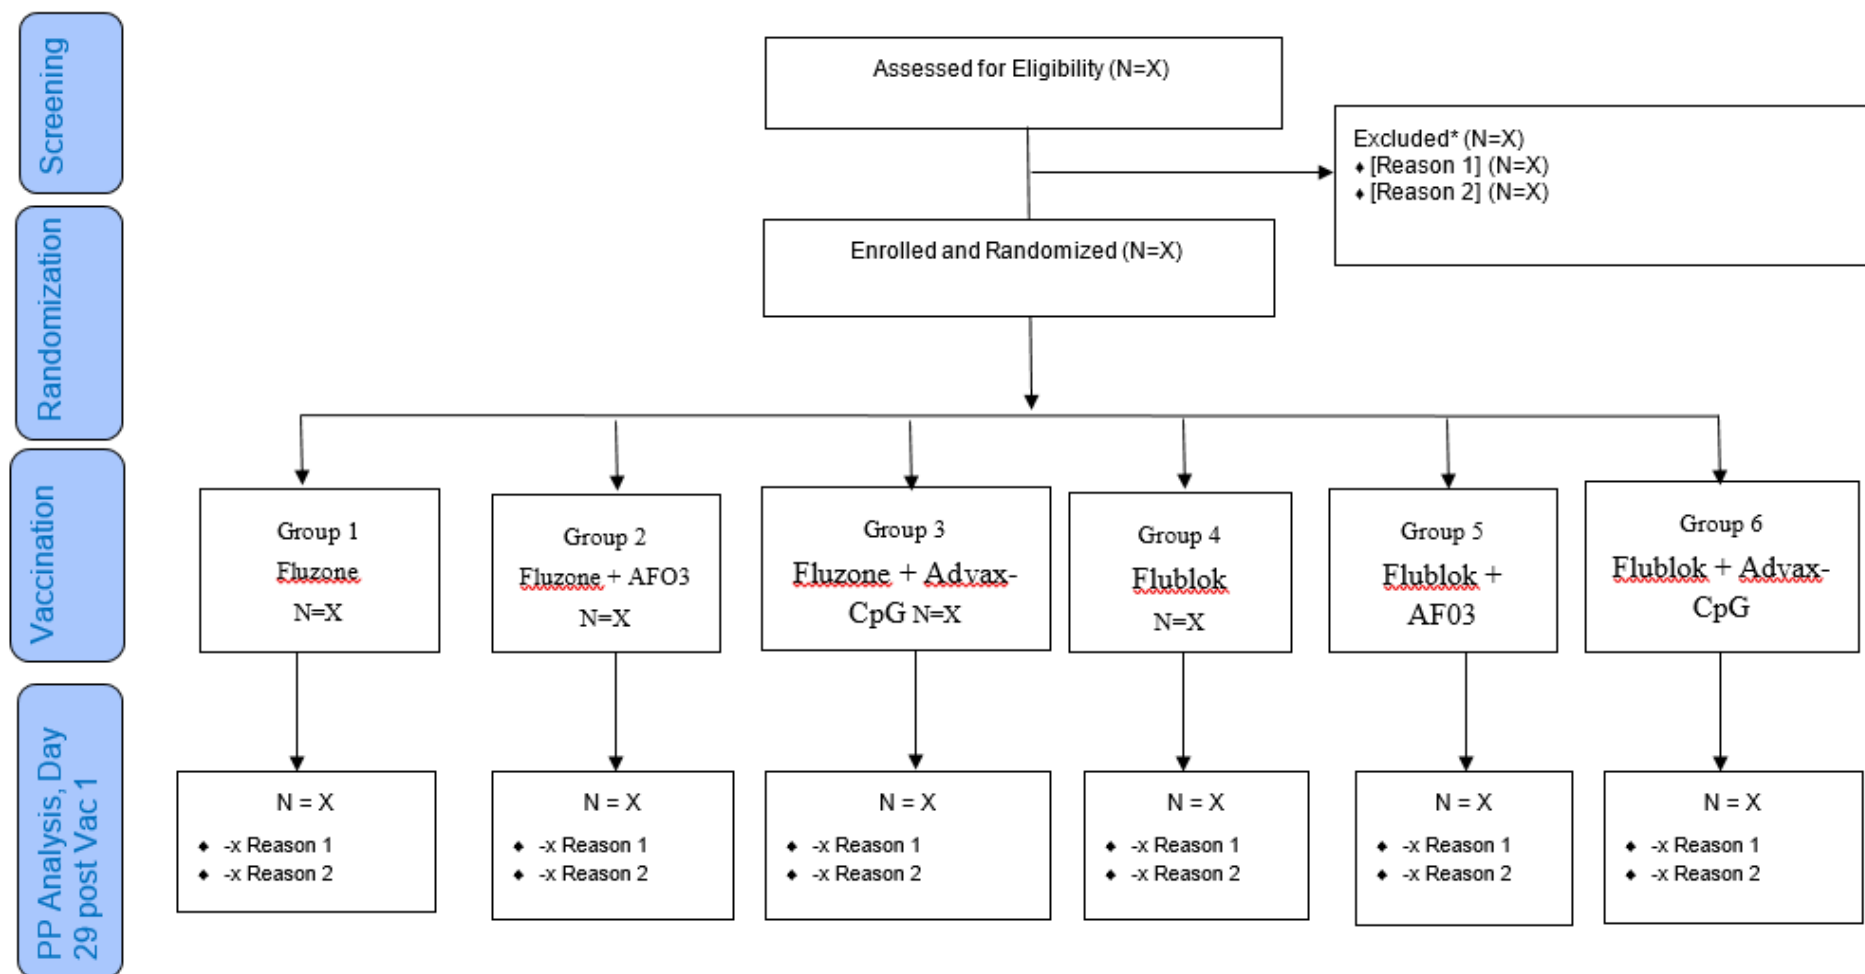 Screening
Assessed for Eligibility (N=X)
Excluded* (N=X)
♦ [Reason 1] (N=X)
♦ [Reason 2] (N=X)
Randomization
Enrolled and Randomized (N=X)
Vaccination
Group 1
Fluzone
N=X
Group 2
Fluzone + AFO3
N=X
Group 3
Fluzone + Advax-
CpG N=X
Group 4
Flublok
N=X
Group 5
Flublok +
AF03
Group 6
Flublok + Advax-
CpG
PP Analysis, Day
29 post Vac 1
N = X
♦ -x Reason 1
♦ -x Reason 2
N = X
♦ -x Reason 1
♦ -x Reason 2
N = X
♦ -x Reason 1
♦ -x Reason 2
N = X
♦ -x Reason 1
♦ -x Reason 2
N = X
♦ -x Reason 1
♦ -x Reason 2
N = X
♦ -x Reason 1
♦ -x Reason 2